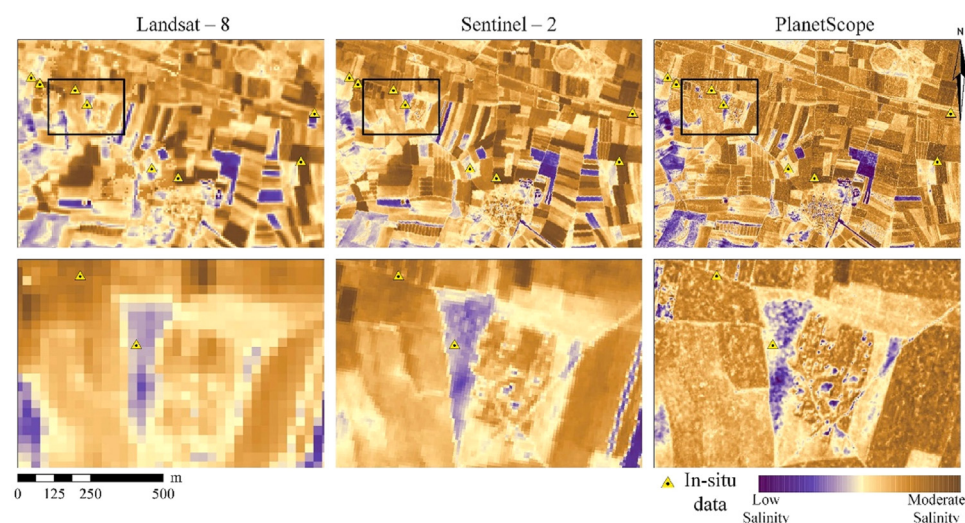 Landsat – 8
Sentinel – 2
PlanetScope
N
0 125 250 500 m
In-situ data
Low Salinity
Moderate Salinity